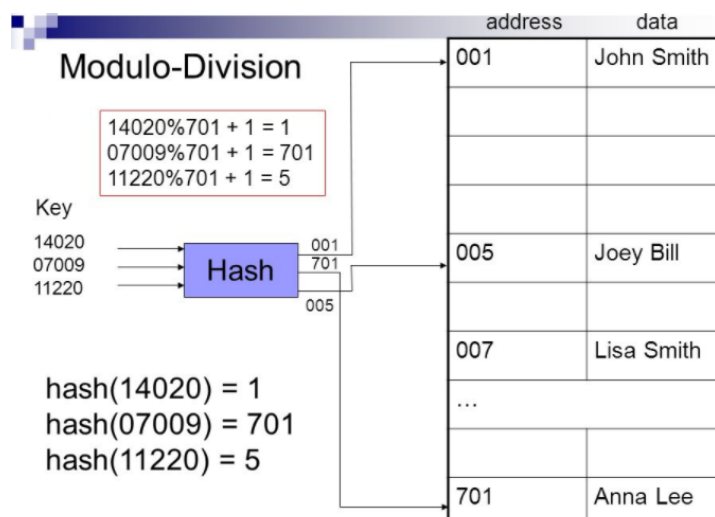 address data
Modulo-Division
001 John Smith
14020%701 + 1 = 1
07009%701 + 1 = 701
11220%701 + 1 = 5
Key
14020
07009
11220
Hash
001
701
005
005 Joey Bill
007 Lisa Smith
...
701 Anna Lee
hash(14020) = 1
hash(07009) = 701
hash(11220) = 5